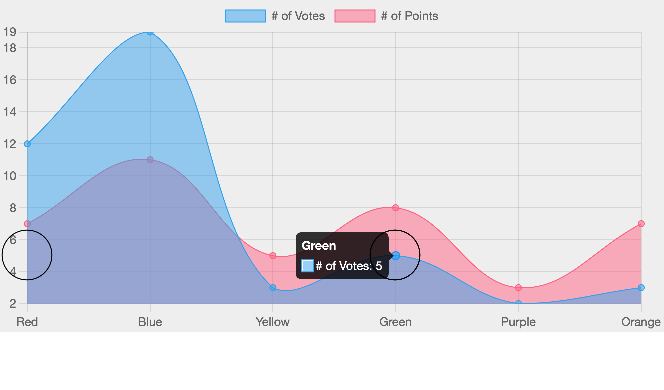 # of Votes # of Points
19
18
16
14
12
10
8
6
4
2
Green
# of Votes: 5
Red Blue Yellow Green Purple Orange